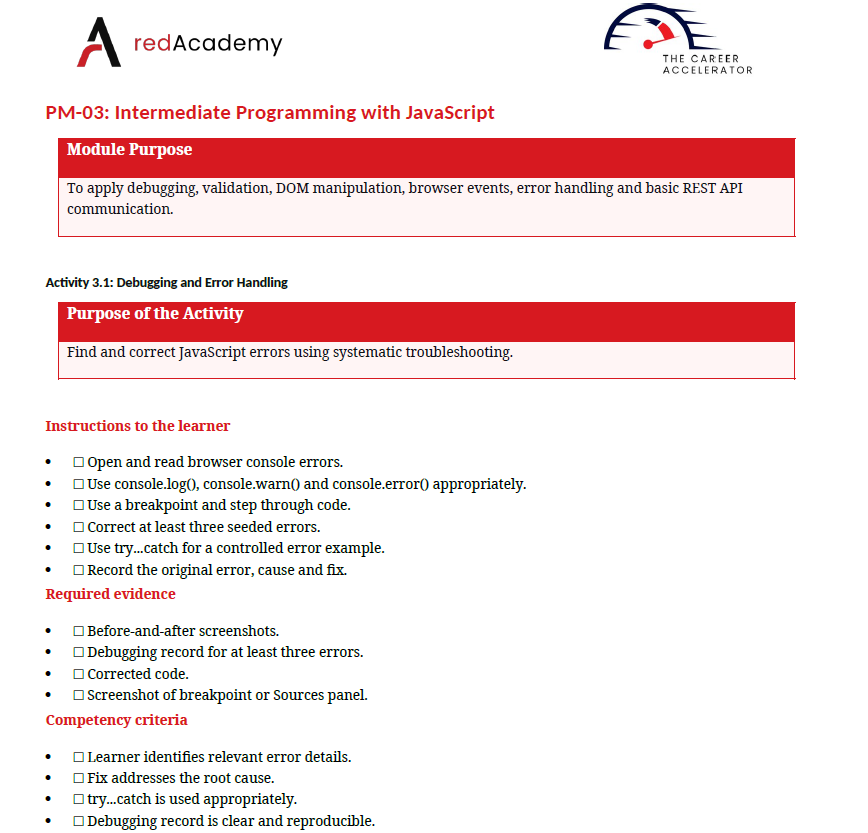 redAcademy
THE CAREER
ACCELERATOR
PM-03: Intermediate Programming with JavaScript
Module Purpose
To apply debugging, validation, DOM manipulation, browser events, error handling and basic REST API
communication.
Activity 3.1: Debugging and Error Handling
Purpose of the Activity
Find and correct JavaScript errors using systematic troubleshooting.
Instructions to the learner
• ☐ Open and read browser console errors.
• ☐ Use console.log(), console.warn() and console.error() appropriately.
• ☐ Use a breakpoint and step through code.
• ☐ Correct at least three seeded errors.
• ☐ Use try...catch for a controlled error example.
• ☐ Record the original error, cause and fix.
Required evidence
• ☐ Before-and-after screenshots.
• ☐ Debugging record for at least three errors.
• ☐ Corrected code.
• ☐ Screenshot of breakpoint or Sources panel.
Competency criteria
• ☐ Learner identifies relevant error details.
• ☐ Fix addresses the root cause.
• ☐ try...catch is used appropriately.
• ☐ Debugging record is clear and reproducible.